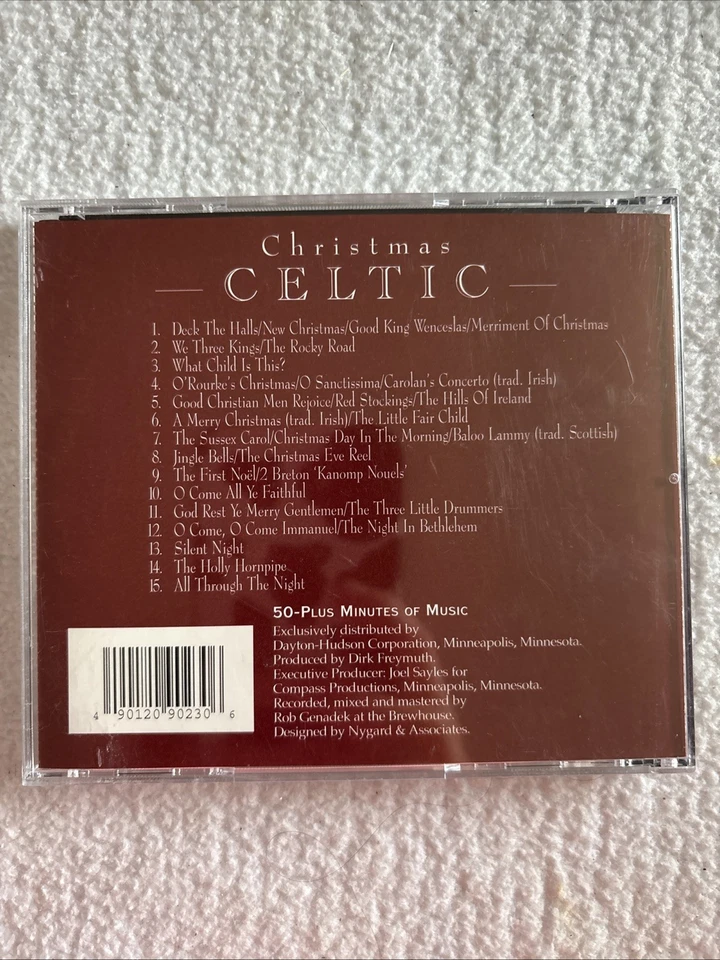 Christmas
CELTIC
1. Deck The Halls/New Christmas/Good King Wenceslas/Merriment Of Christmas
2. We Three Kings/The Rocky Road
3. What Child Is This?
4. O'Rourke's Christmas/O Sanctissima/Carolan's Concerto (trad. Irish)
5. Good Christian Men Rejoice/Red Stockings/The Hills Of Ireland
6. A Merry Christmas (trad. Irish)/The Little Fair Child
7. The Sussex Carol/Christmas Day In The Morning/Baloo Lammy (trad. Scottish)
8. Jingle Bells/The Christmas Eve Reel
9. The First Noël/2 Breton 'Kanomp Nouels'
10. O Come All Ye Faithful
11. God Rest Ye Merry Gentlemen/The Three Little Drummers
12. O Come, O Come Immanuel/The Night In Bethlehem
13. Silent Night
14. The Holly Hornpipe
15. All Through The Night
50-Plus Minutes of Music
Exclusively distributed by
Dayton-Hudson Corporation, Minneapolis, Minnesota.
Produced by Dirk Freymuth.
Executive Producer: Joel Sayles for
Compass Productions, Minneapolis, Minnesota.
Recorded, mixed and mastered by
Rob Genadek at the Brewhouse.
Designed by Nygard & Associates.
4 90120 90230 6